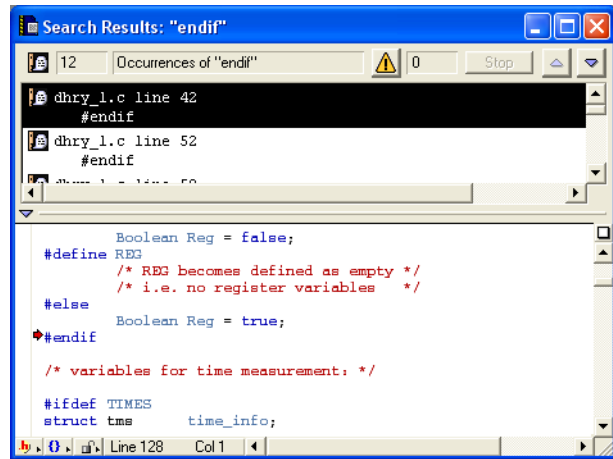 Search Results: "endif"
12 Occurrences of "endif" 0 Stop
dhry_1.c line 42
#endif
dhry_1.c line 52
#endif
Boolean Reg = false;
#define REG
/* REG becomes defined as empty */
/* i.e. no register variables */
#else
Boolean Reg = true;
#endif
/* variables for time measurement: */
#ifdef TIMES
struct tms time_info;
Line 128 Col 1